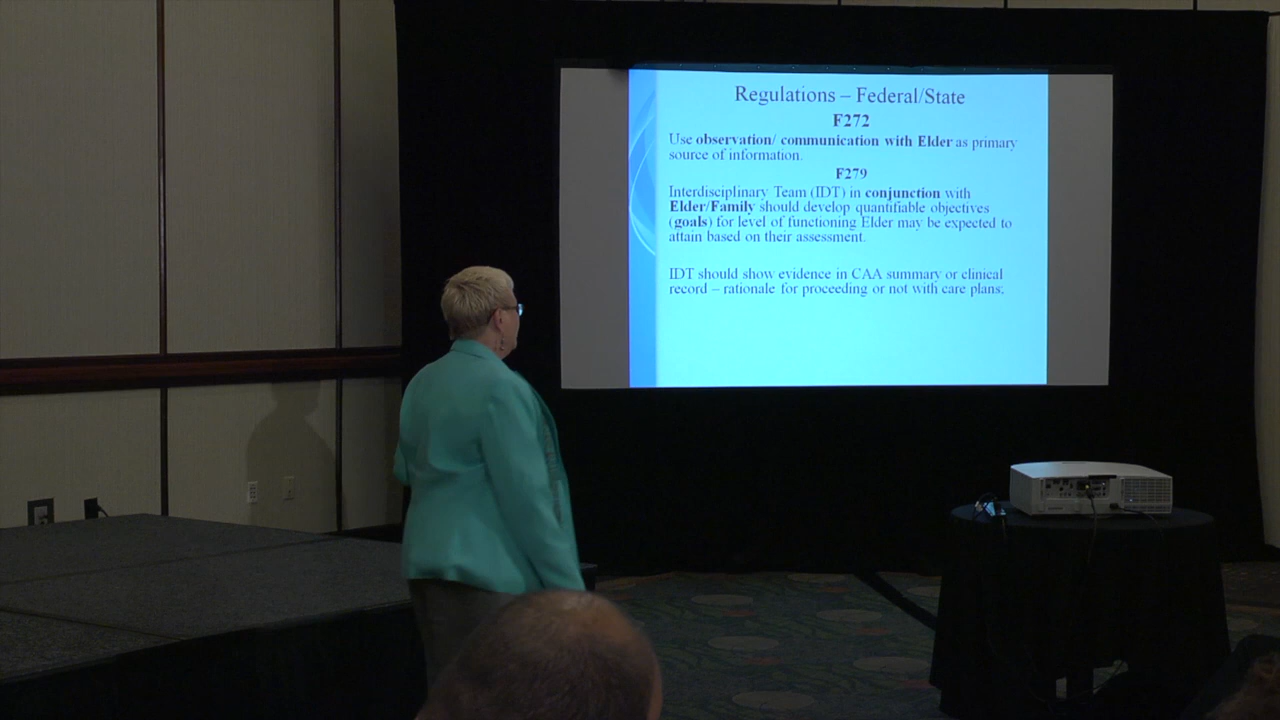 Regulations – Federal/State
F272
Use observation/ communication with Elder as primary
source of information.
F279
Interdisciplinary Team (IDT) in conjunction with
Elder/Family should develop quantifiable objectives
(goals) for level of functioning Elder may be expected to
attain based on their assessment.
IDT should show evidence in CAA summary or clinical
record – rationale for proceeding or not with care plans;